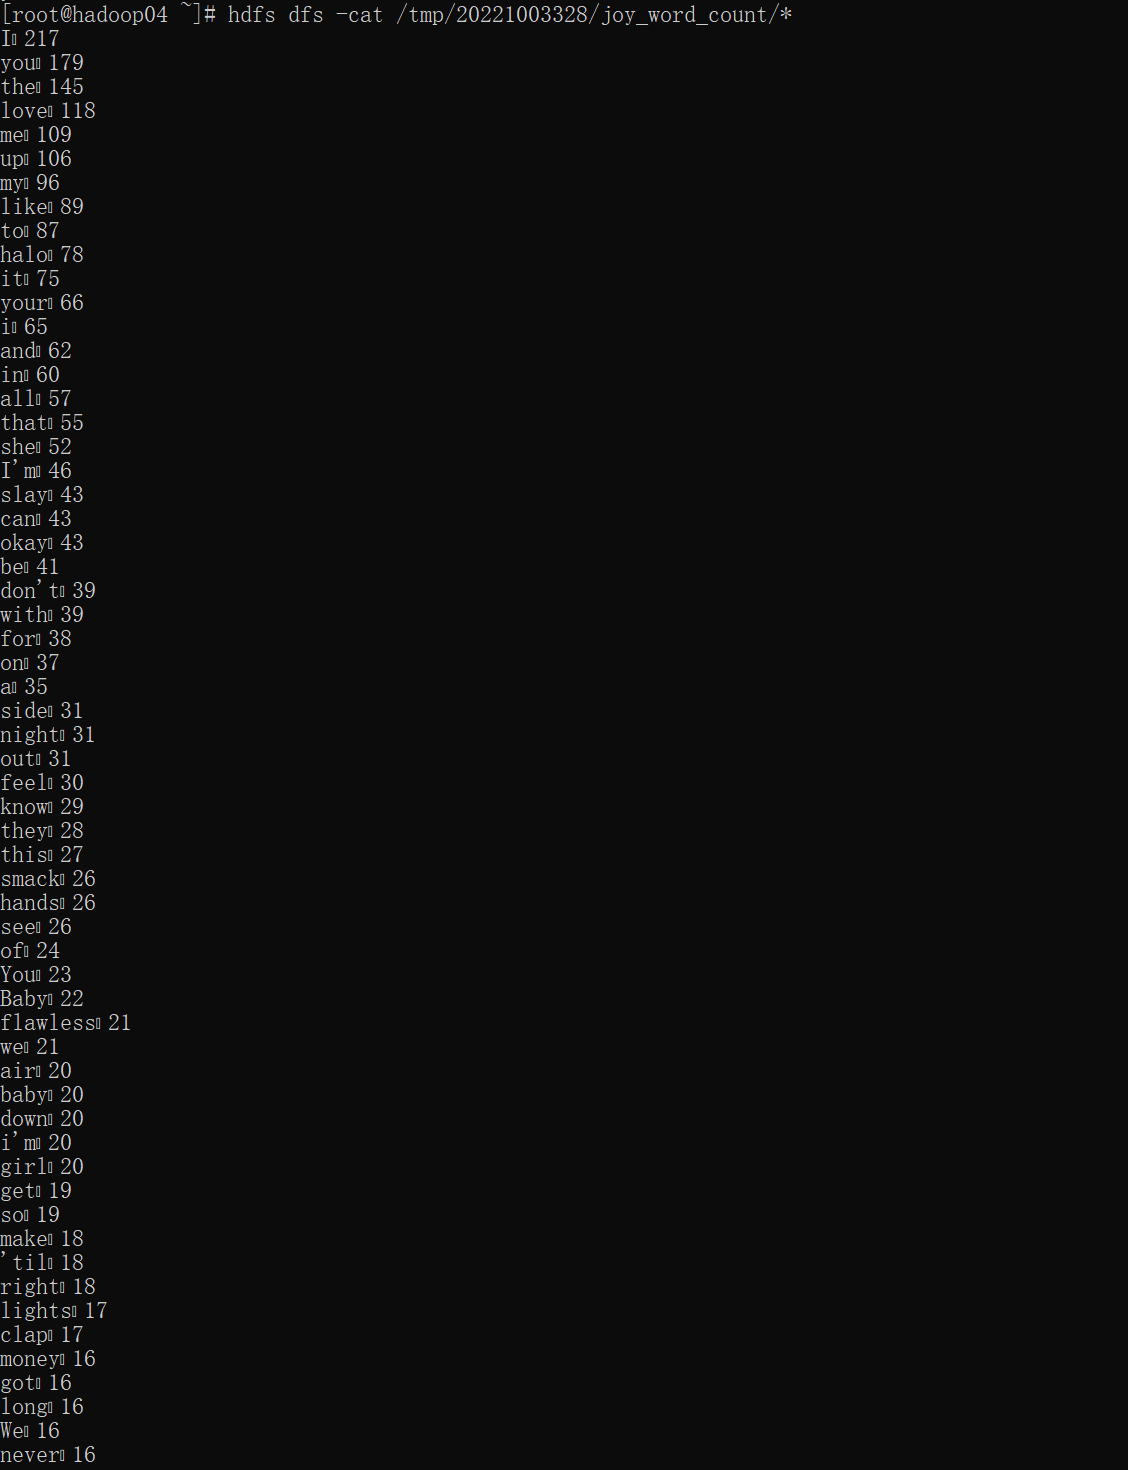 [root@hadoop04 ~]# hdfs dfs -cat /tmp/20221003328/joy_word_count/*
I 217
you 179
the 145
love 118
me 109
up 106
my 96
like 89
to 87
halo 78
it 75
your 66
i 65
and 62
in 60
all 57
that 55
she 52
I'm 46
slay 43
can 43
okay 43
be 41
don't 39
with 39
for 38
on 37
a 35
side 31
night 31
out 31
feel 30
know 29
they 28
this 27
smack 26
hands 26
see 26
of 24
You 23
Baby 22
flawless 21
we 21
air 20
baby 20
down 20
i'm 20
girl 20
get 19
so 19
make 18
'til 18
right 18
lights 17
clap 17
money 16
got 16
long 16
We 16
never 16